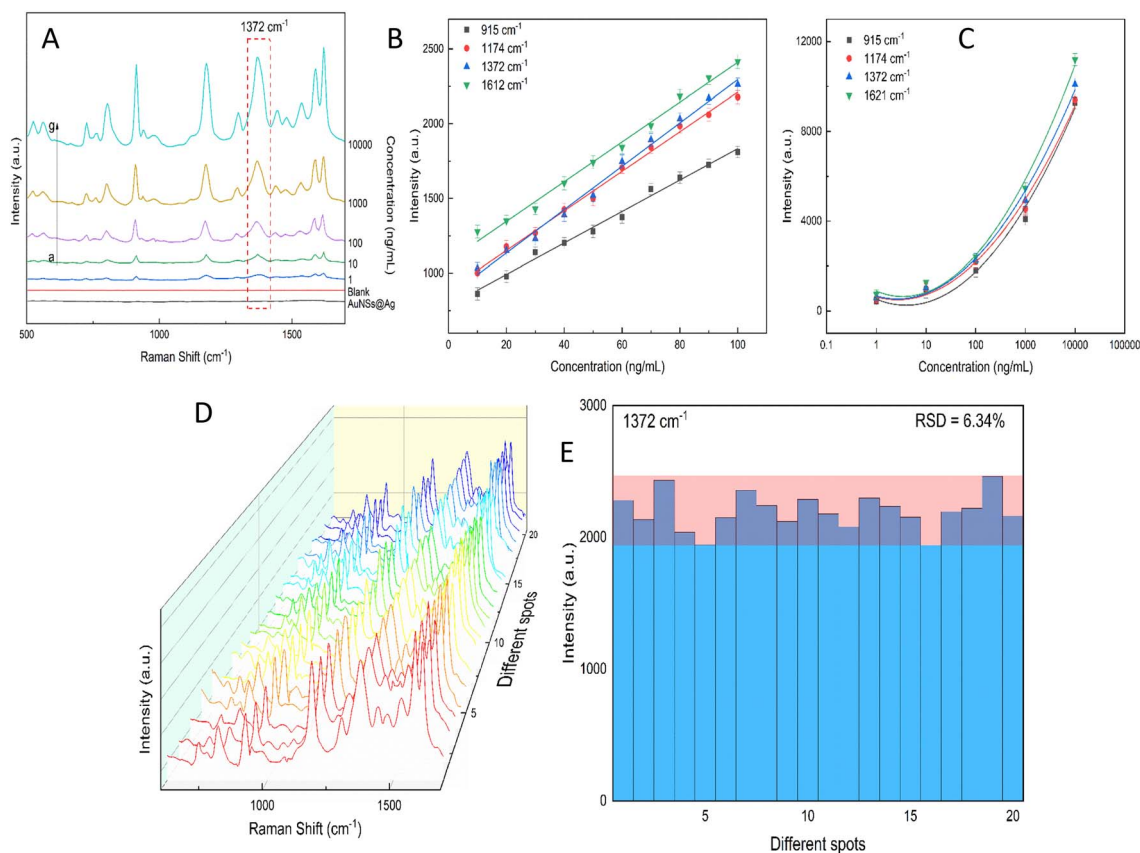 A
1372 cm⁻¹
g
a
10000
1000
100
10
1
Blank
AuNSs@Ag
Concentration (ng/mL)
Intensity (a.u.)
500
1000
1500
Raman Shift (cm⁻¹)
B
915 cm⁻¹
1174 cm⁻¹
1372 cm⁻¹
1612 cm⁻¹
2500
2000
1500
1000
Intensity (a.u.)
0
20
40
60
80
100
Concentration (ng/mL)
C
915 cm⁻¹
1174 cm⁻¹
1372 cm⁻¹
1621 cm⁻¹
12000
8000
4000
0
Intensity (a.u.)
0.1
1
10
100
1000
10000
100000
Concentration (ng/mL)
D
Intensity (a.u.)
1000
1500
Raman Shift (cm⁻¹)
5
10
15
20
Different spots
E
1372 cm⁻¹
RSD = 6.34%
3000
2000
1000
0
Intensity (a.u.)
5
10
15
20
Different spots